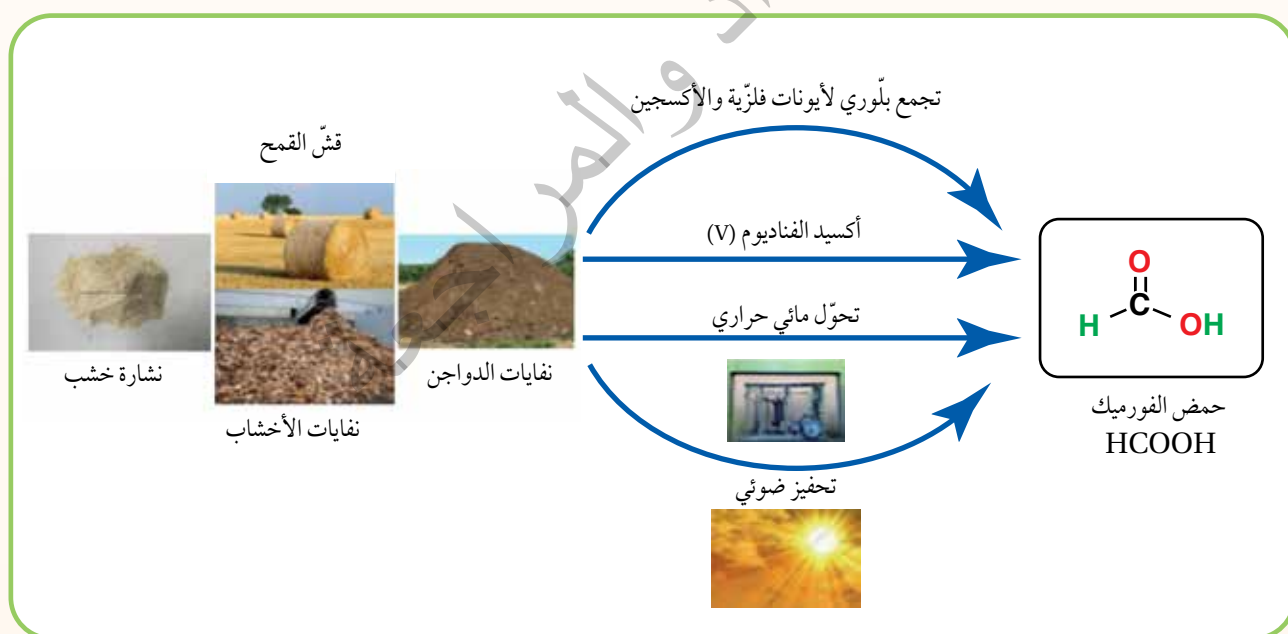 تجمع بلّوري لأيونات فلزّية والأكسجين
قشّ القمح
أكسيد الفناديوم (V)
تحوّل مائي حراري
نفايات الدواجن
نشارة خشب
نفايات الأخشاب
تحفيز ضوئي
O
H C OH
حمض الفورميك
HCOOH